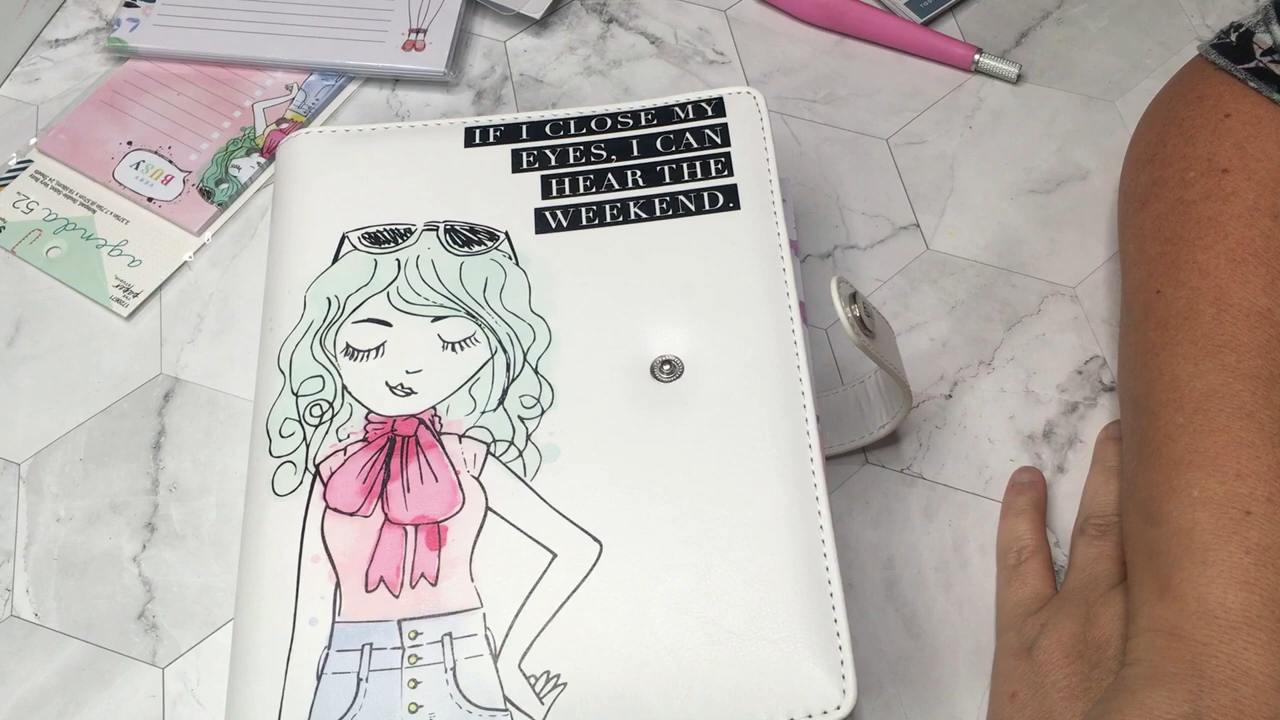 IF I CLOSE MY
EYES, I CAN
HEAR THE
WEEKEND.
BUSY
agenda 52